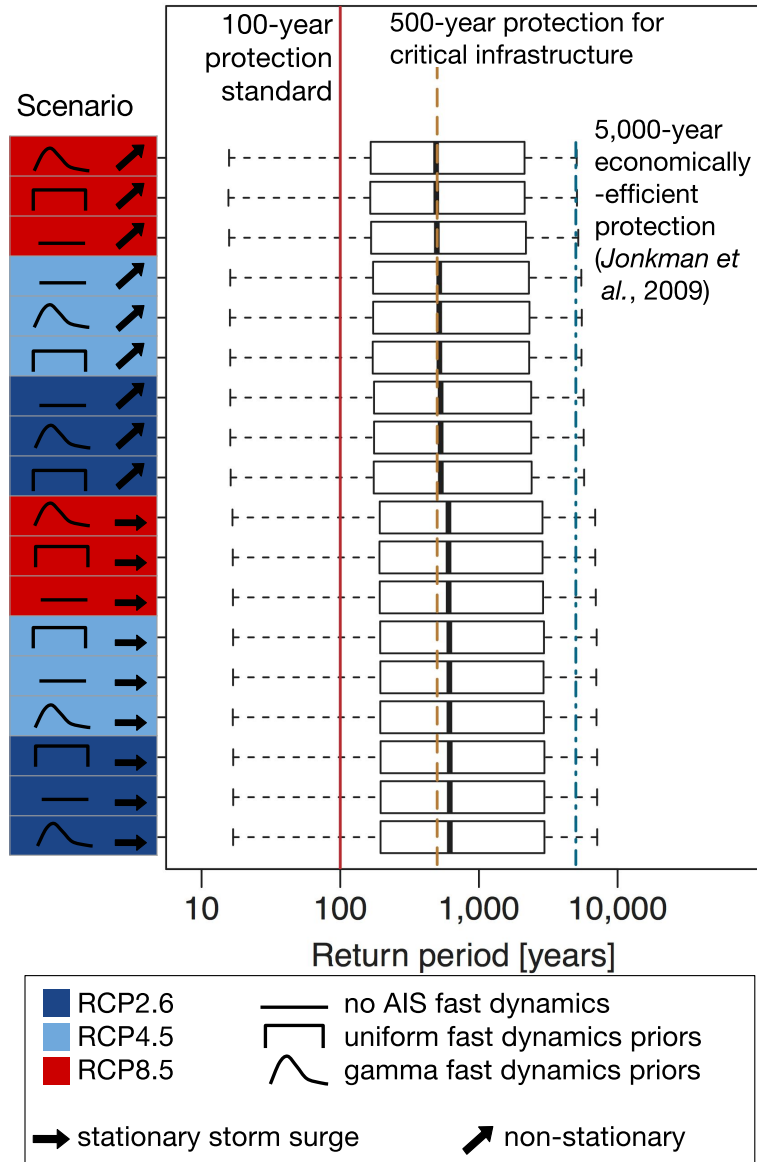 100-year
protection
standard
500-year protection for
critical infrastructure
Scenario
5,000-year
economically
-efficient
protection
(Jonkman et
al., 2009)
10
100
1,000
10,000
Return period [years]
RCP2.6
no AIS fast dynamics
RCP4.5
uniform fast dynamics priors
RCP8.5
gamma fast dynamics priors
stationary storm surge
non-stationary